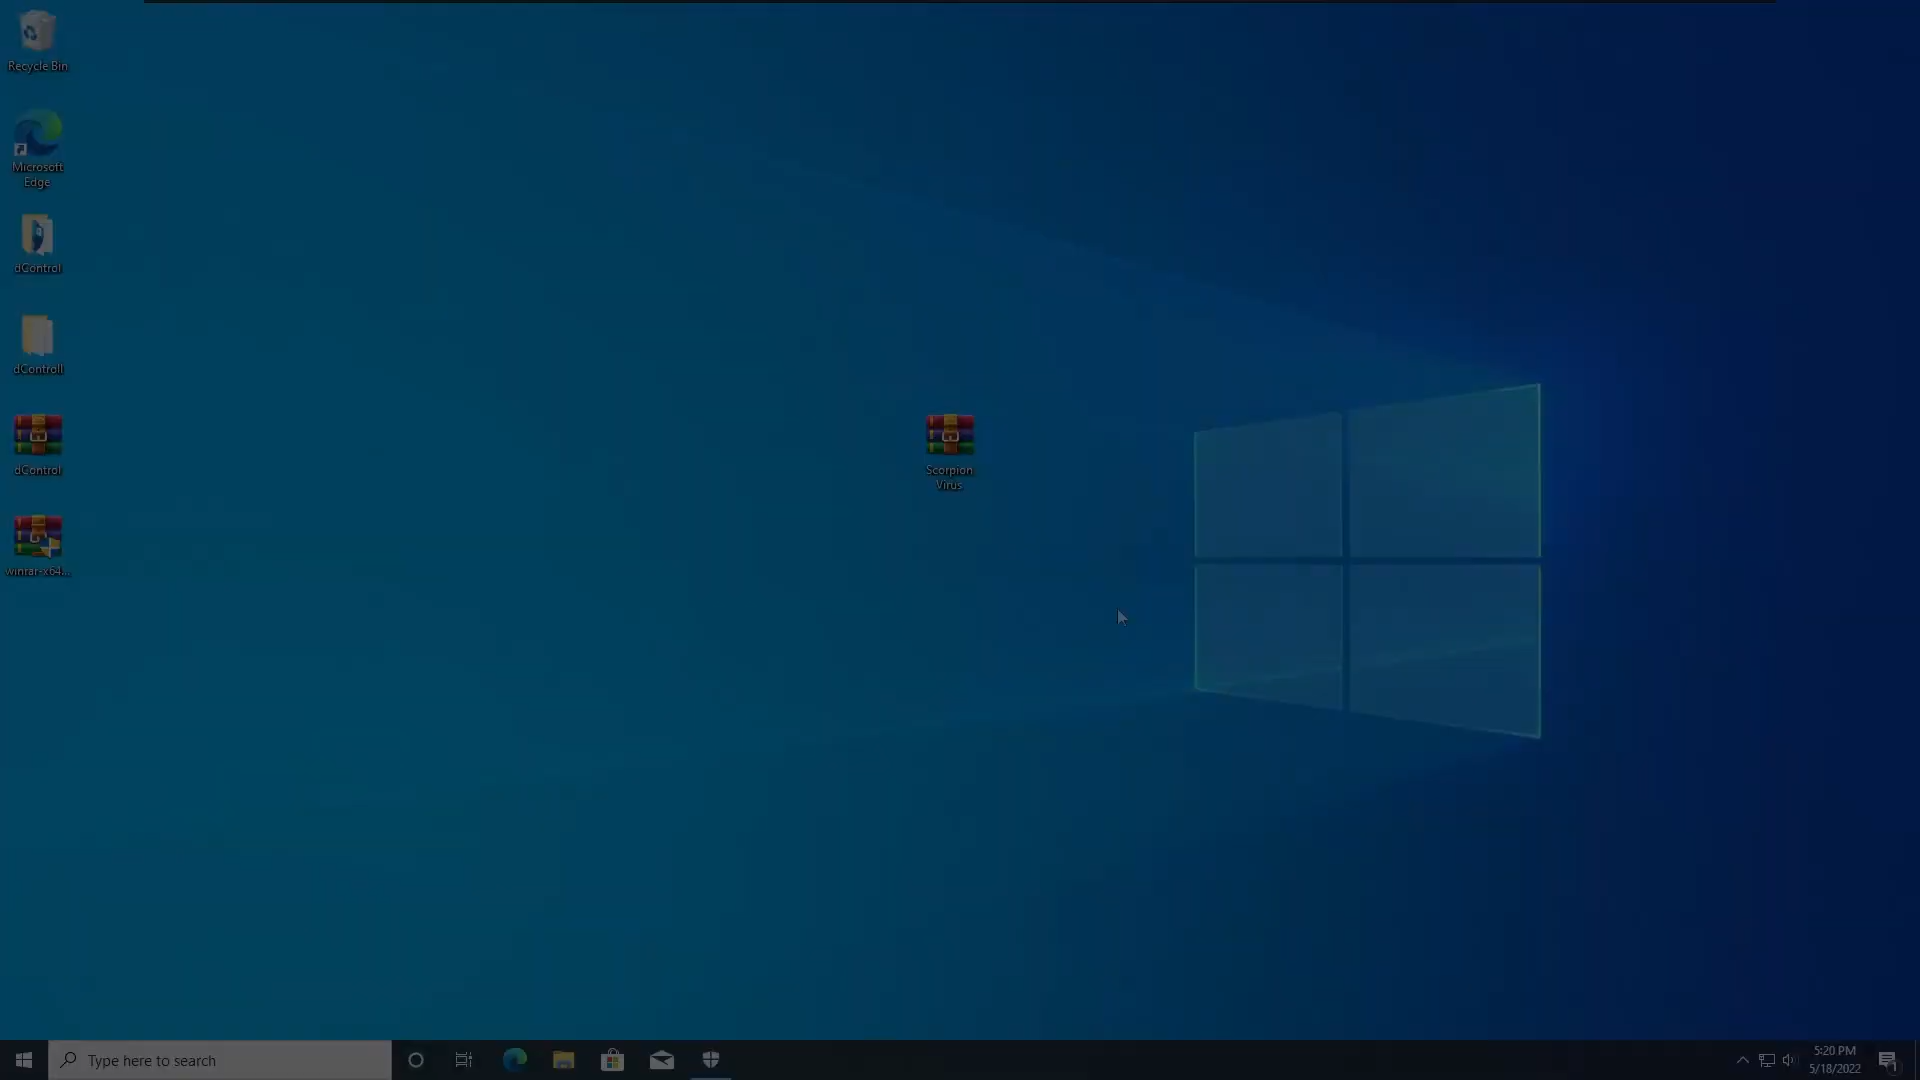 Recycle Bin
Microsoft
Edge
dControl
dControll
dControl
winrar-x64...
Scorpion
Virus
Type here to search
5:20 PM
5/18/2022
1